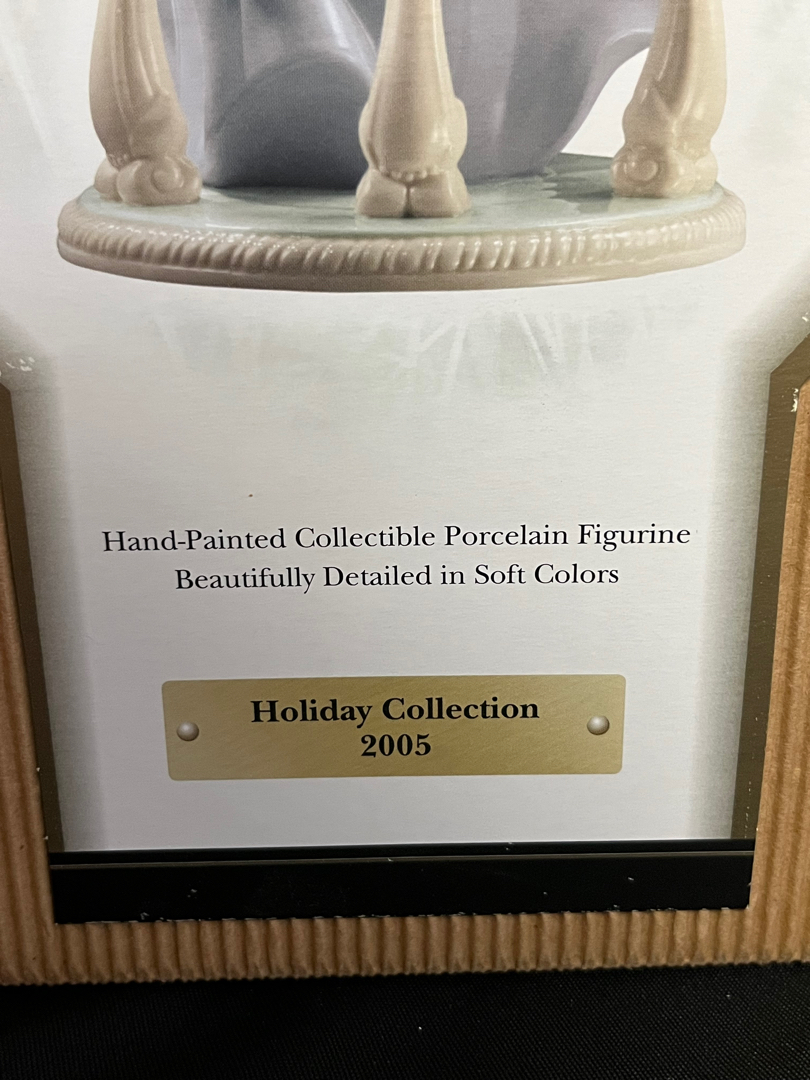 Hand-Painted Collectible Porcelain Figurine
Beautifully Detailed in Soft Colors
Holiday Collection
2005